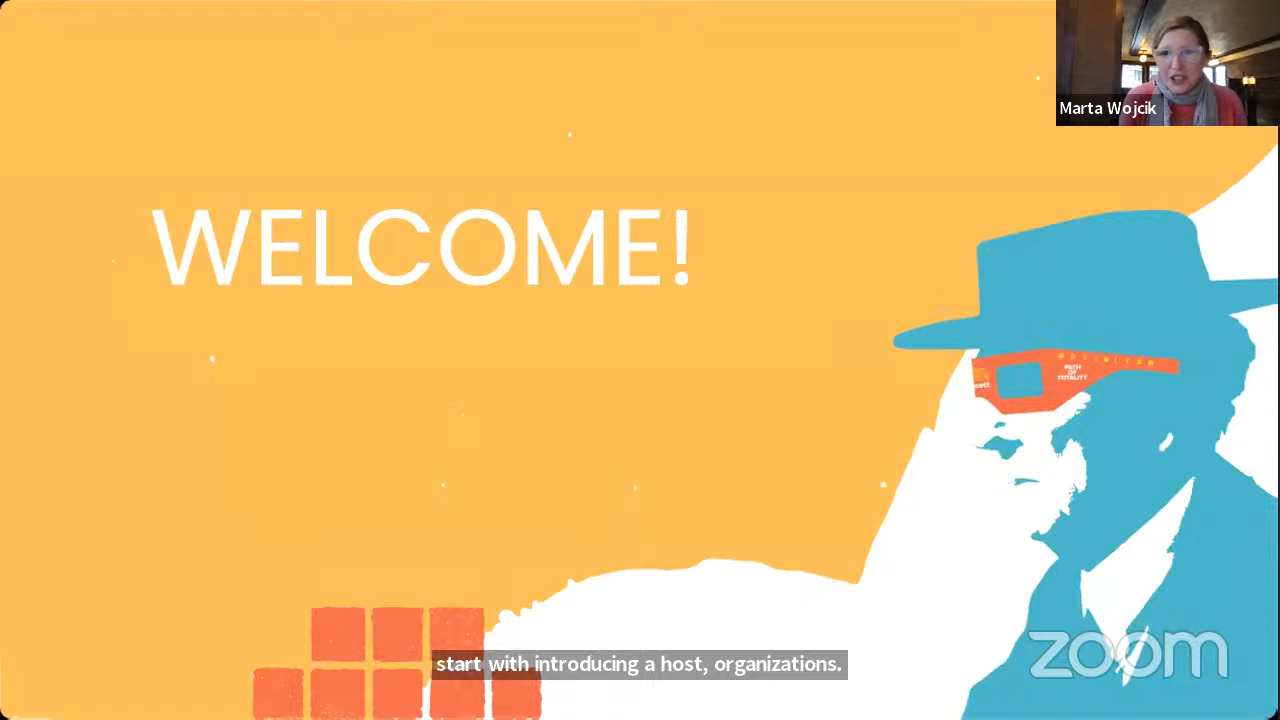 Marta Wojcik
WELCOME!
PATH
OF
TOTALITY
start with introducing a host, organizations.
zoom